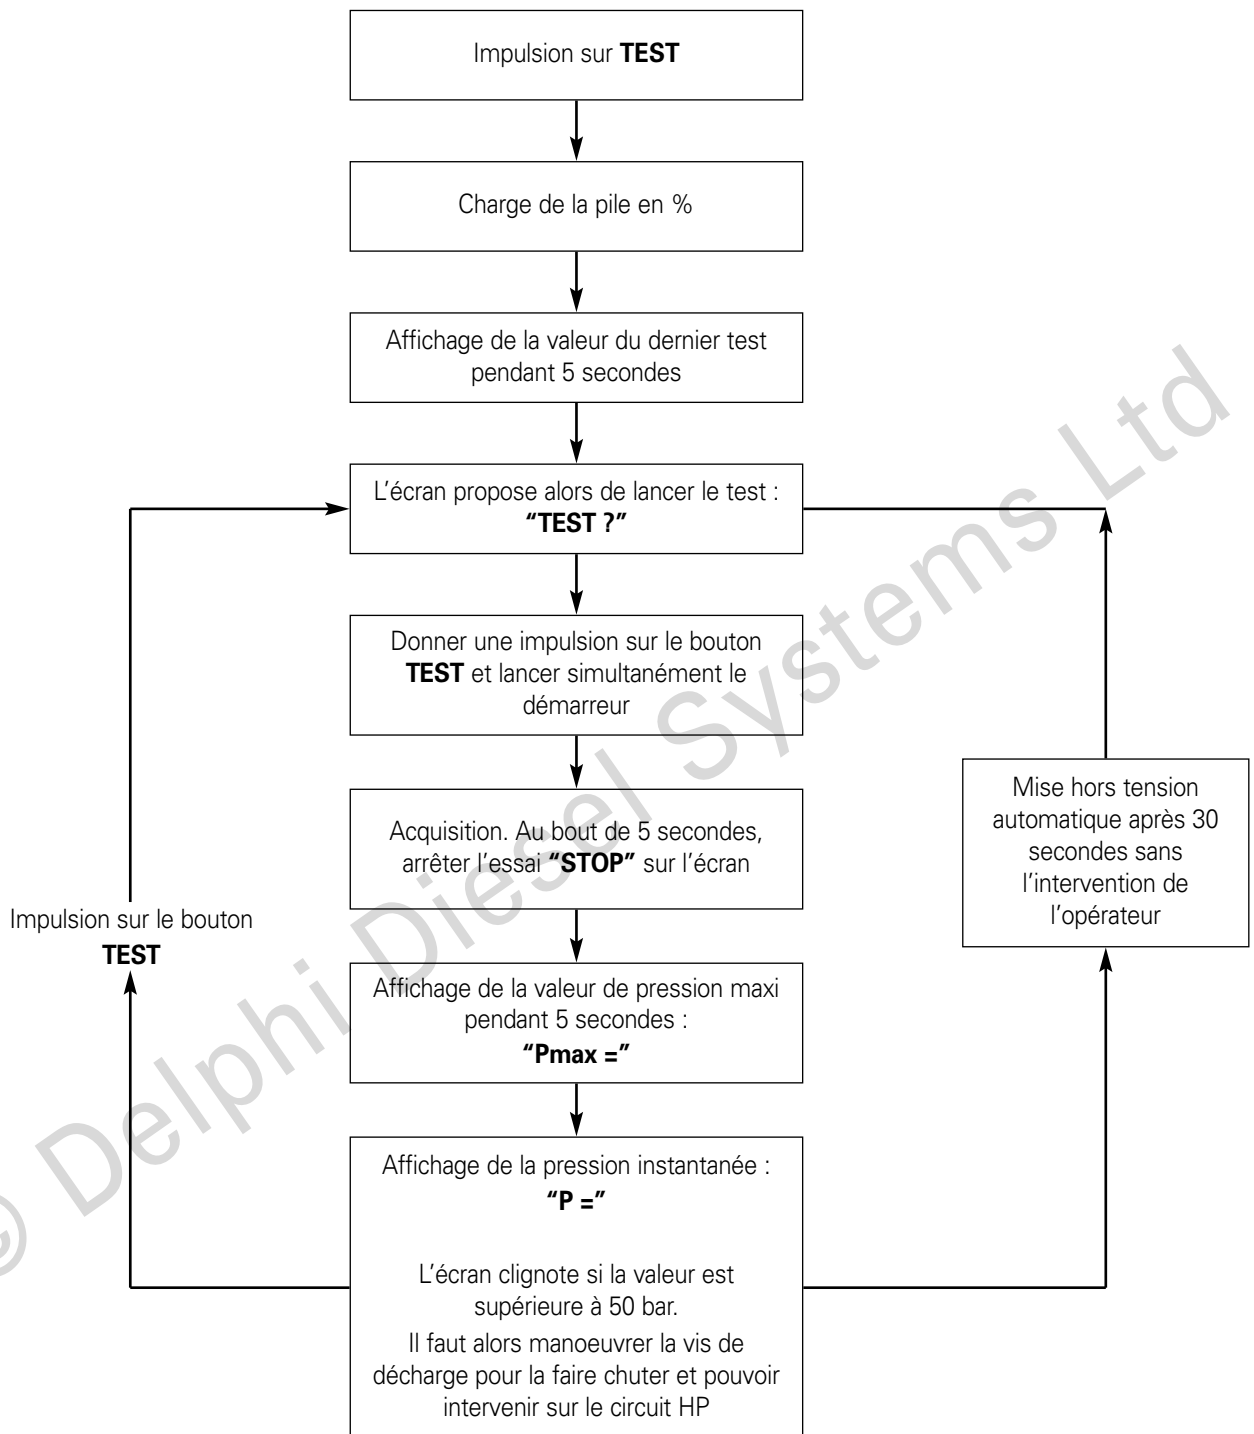 Impulsion sur TEST
Charge de la pile en %
Affichage de la valeur du dernier test
pendant 5 secondes
L'écran propose alors de lancer le test :
“TEST ?”
Donner une impulsion sur le bouton
TEST et lancer simultanément le
démarreur
Acquisition. Au bout de 5 secondes,
arrêter l'essai “STOP” sur l'écran
Mise hors tension
automatique après 30
secondes sans
l'intervention de
l'opérateur
Impulsion sur le bouton
TEST
Affichage de la valeur de pression maxi
pendant 5 secondes :
“Pmax =”
Affichage de la pression instantanée :
“P =”
L'écran clignote si la valeur est
supérieure à 50 bar.
Il faut alors manoeuvrer la vis de
décharge pour la faire chuter et pouvoir
intervenir sur le circuit HP
© Delphi Diesel Systems Ltd